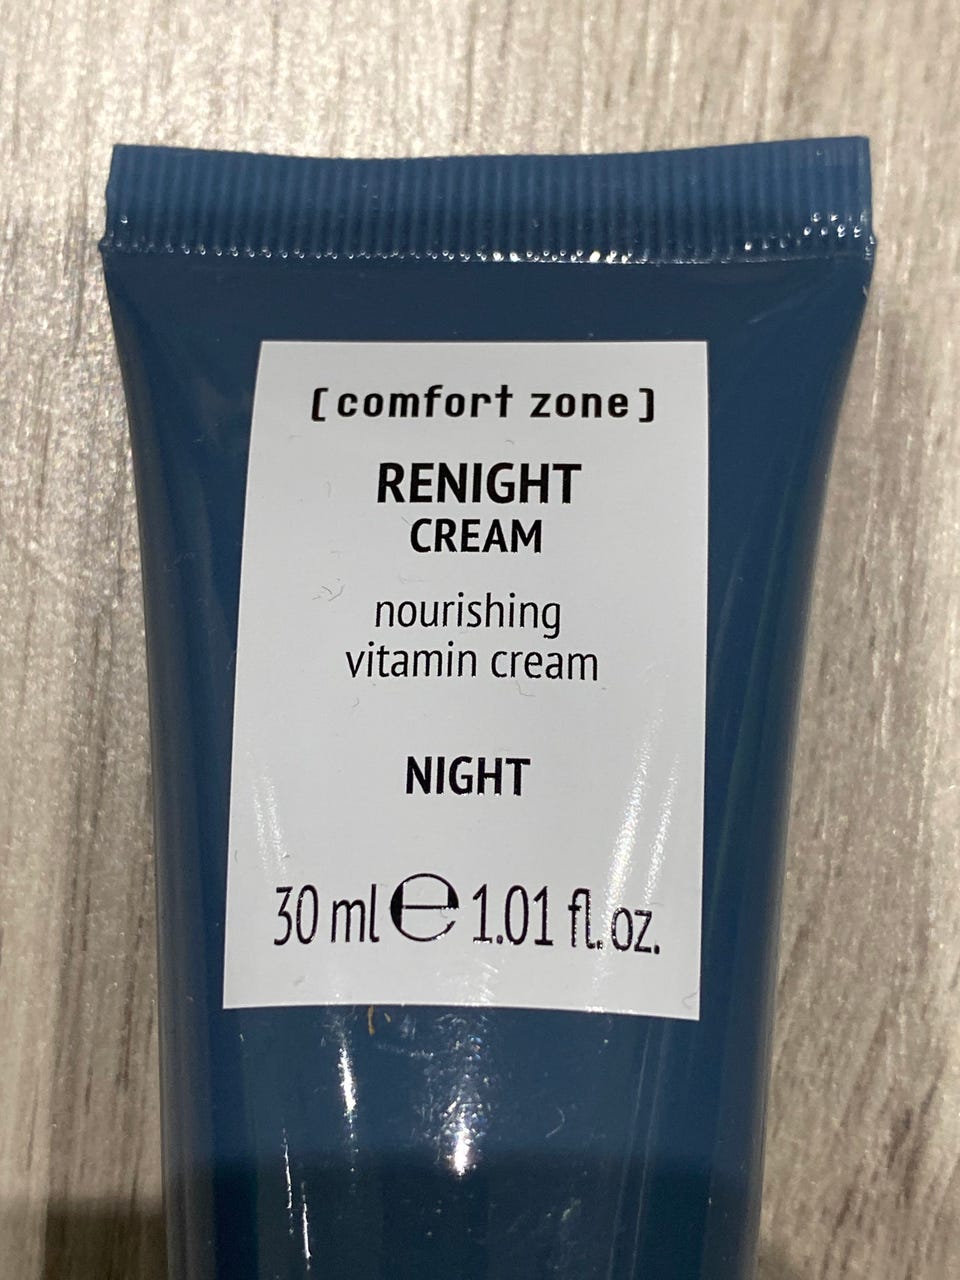 [ comfort zone ]
RENIGHT
CREAM
nourishing
vitamin cream
NIGHT
30 ml ℮ 1.01 fl. oz.